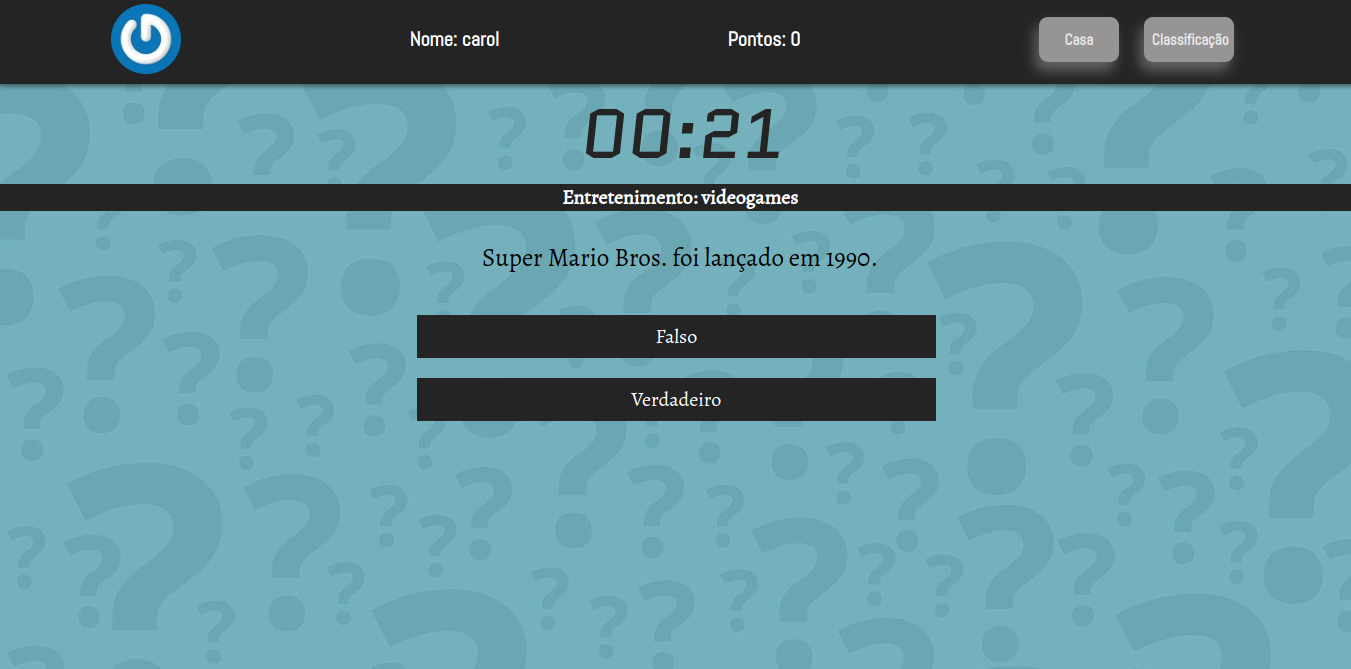 Nome: carol
Pontos: 0
Casa
Classificação
00:21
Entretenimento: videogames
Super Mario Bros. foi lançado em 1990.
Falso
Verdadeiro